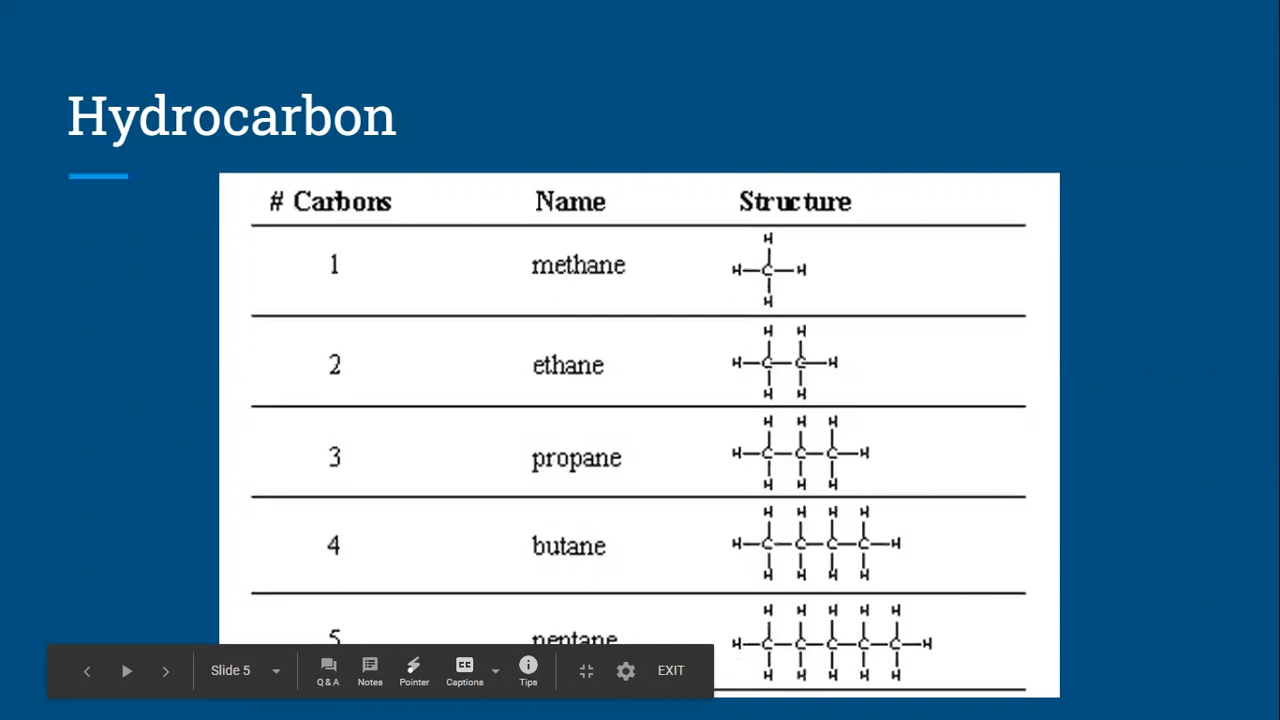 Hydrocarbon
# Carbons Name Structure
H
1 methane H C H
H
H H
2 ethane H C C H
H H
H H H
3 propane H C C C H
H H H
H H H H
4 butane H C C C C H
H H H H
H H H H H
5 pentane H C C C C C H
H H H H H
Slide 5 Q&A Notes Pointer Captions CC Tips EXIT